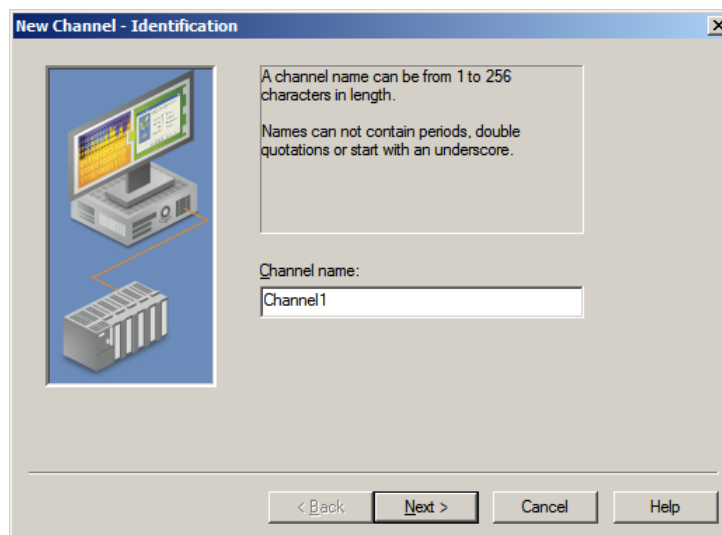 New Channel - Identification
A channel name can be from 1 to 256
characters in length.
Names can not contain periods, double
quotations or start with an underscore.
Channel name:
Channel1
< Back
Next >
Cancel
Help